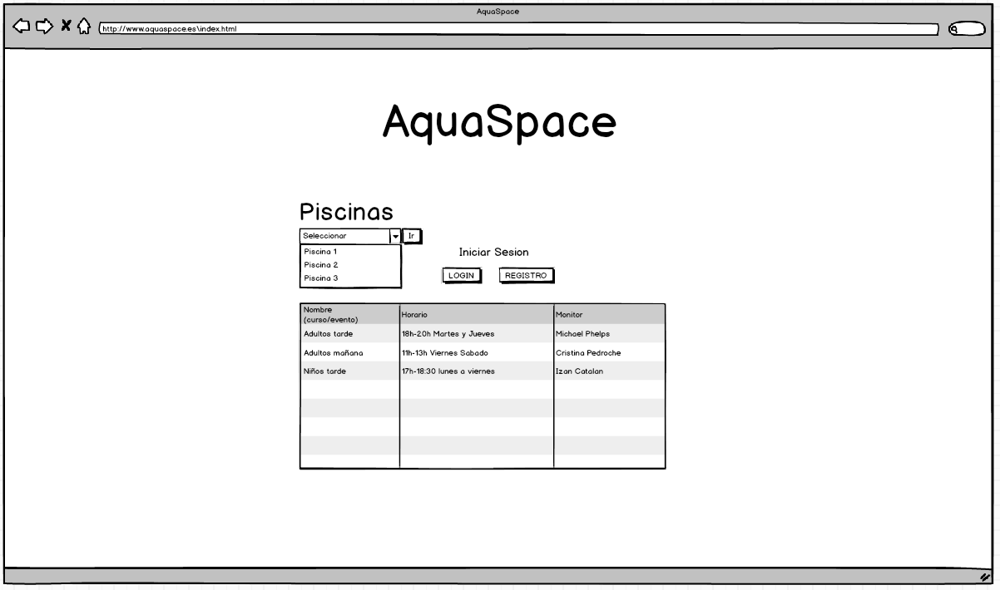 AquaSpace
http://www.aquaspace.es\index.html
AquaSpace
Piscinas
Seleccionar
Ir
Piscina 1
Piscina 2
Piscina 3
Iniciar Sesion
LOGIN
REGISTRO
Nombre
(curso/evento)
Horario
Monitor
Adultos tarde
18h-20h Martes y Jueves
Michael Phelps
Adultos mañana
11h-13h Viernes Sabado
Cristina Pedroche
Niños tarde
17h-18:30 lunes a viernes
Izan Catalan